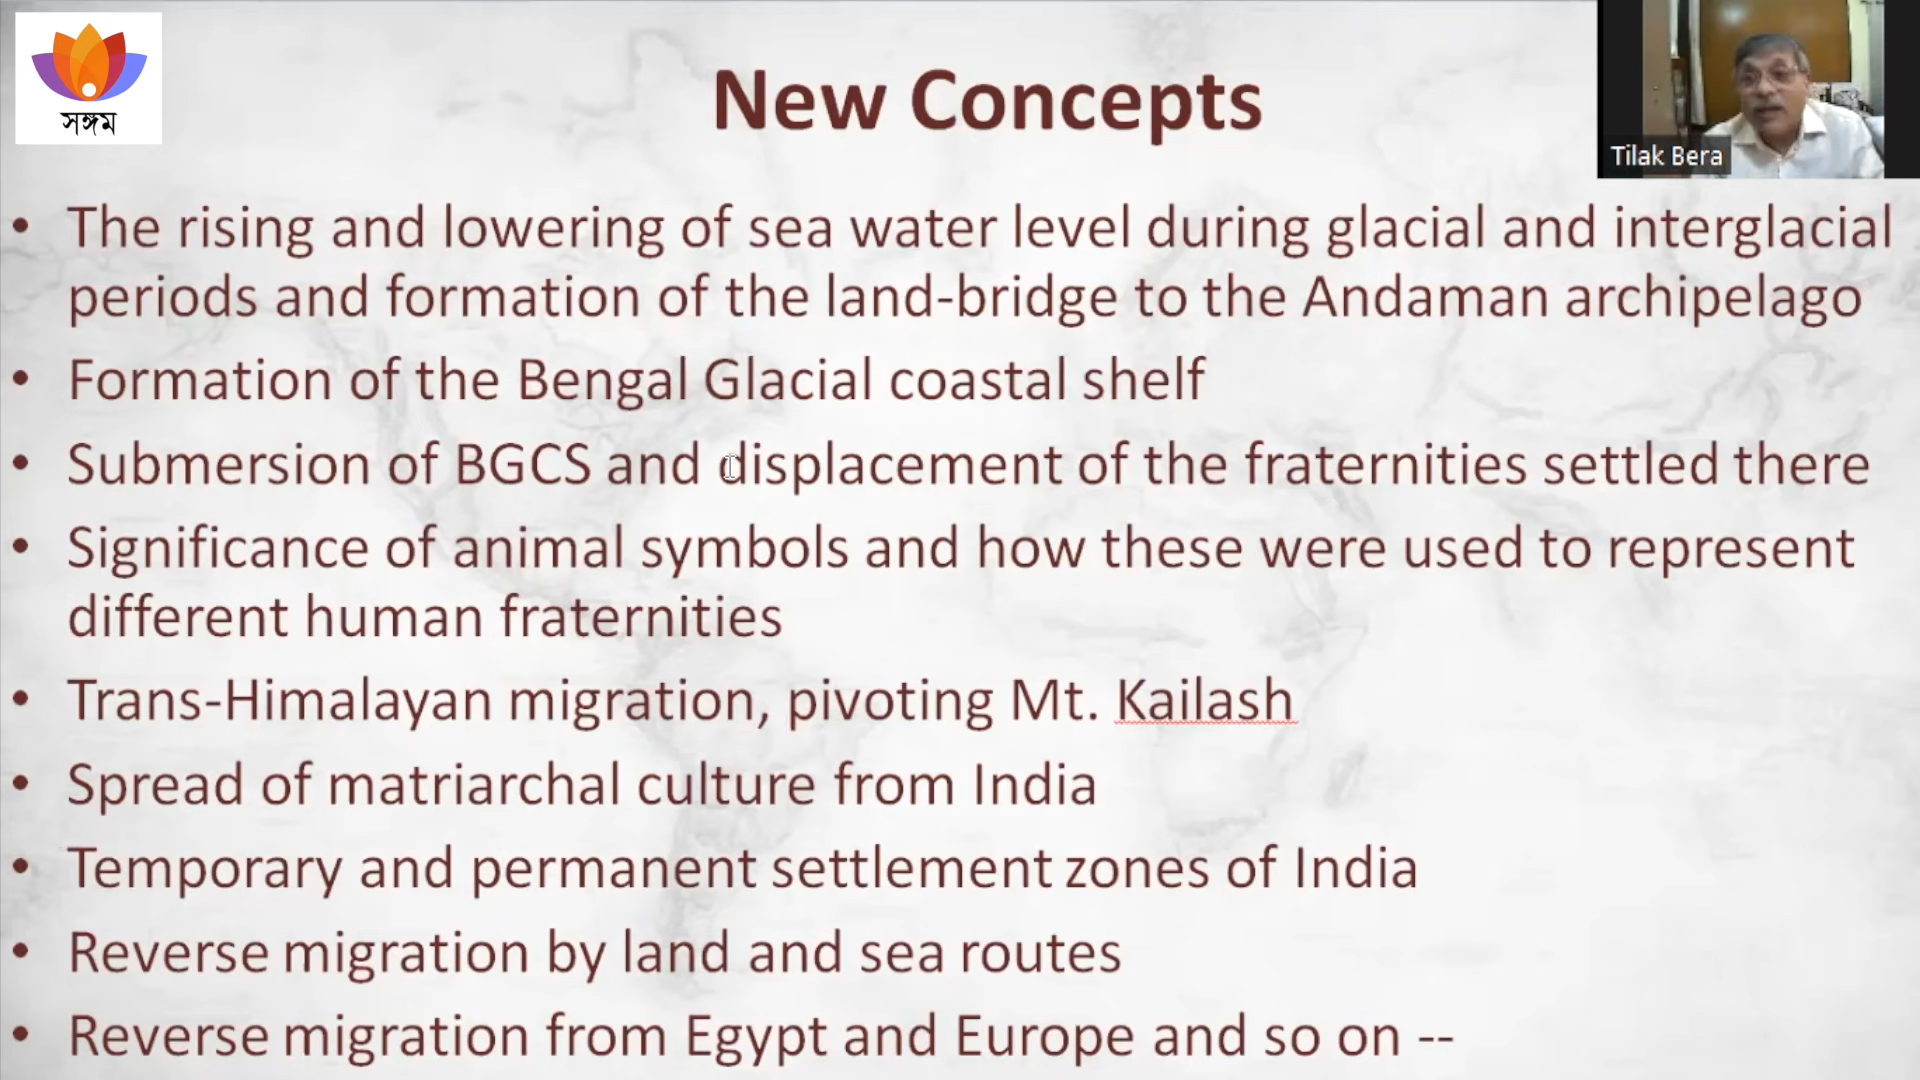 সঙ্গম
New Concepts
Tilak Bera
• The rising and lowering of sea water level during glacial and interglacial
periods and formation of the land-bridge to the Andaman archipelago
• Formation of the Bengal Glacial coastal shelf
• Submersion of BGCS and displacement of the fraternities settled there
• Significance of animal symbols and how these were used to represent
different human fraternities
• Trans-Himalayan migration, pivoting Mt. Kailash
• Spread of matriarchal culture from India
• Temporary and permanent settlement zones of India
• Reverse migration by land and sea routes
• Reverse migration from Egypt and Europe and so on --